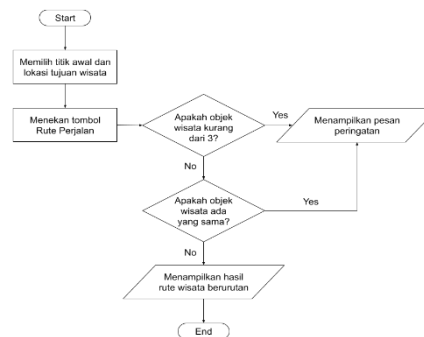 Start
Memilih titik awal dan
lokasi tujuan wisata
Menekan tombol
Rute Perjalan
Apakah objek
wisata kurang
dari 3?
Yes
Menampilkan pesan
peringatan
No
Apakah objek
wisata ada
yang sama?
Yes
No
Menampilkan hasil
rute wisata berurutan
End